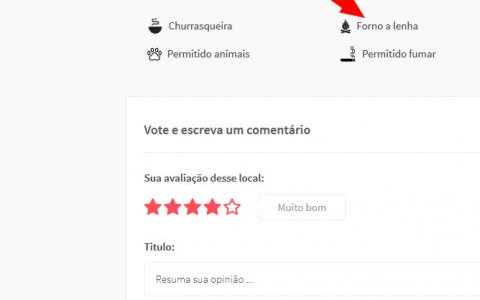 Churrasqueira
Forno a lenha
Permitido animais
Permitido fumar
Vote e escreva um comentário
Sua avaliação desse local:
Muito bom
Titulo:
Resuma sua opinião ...